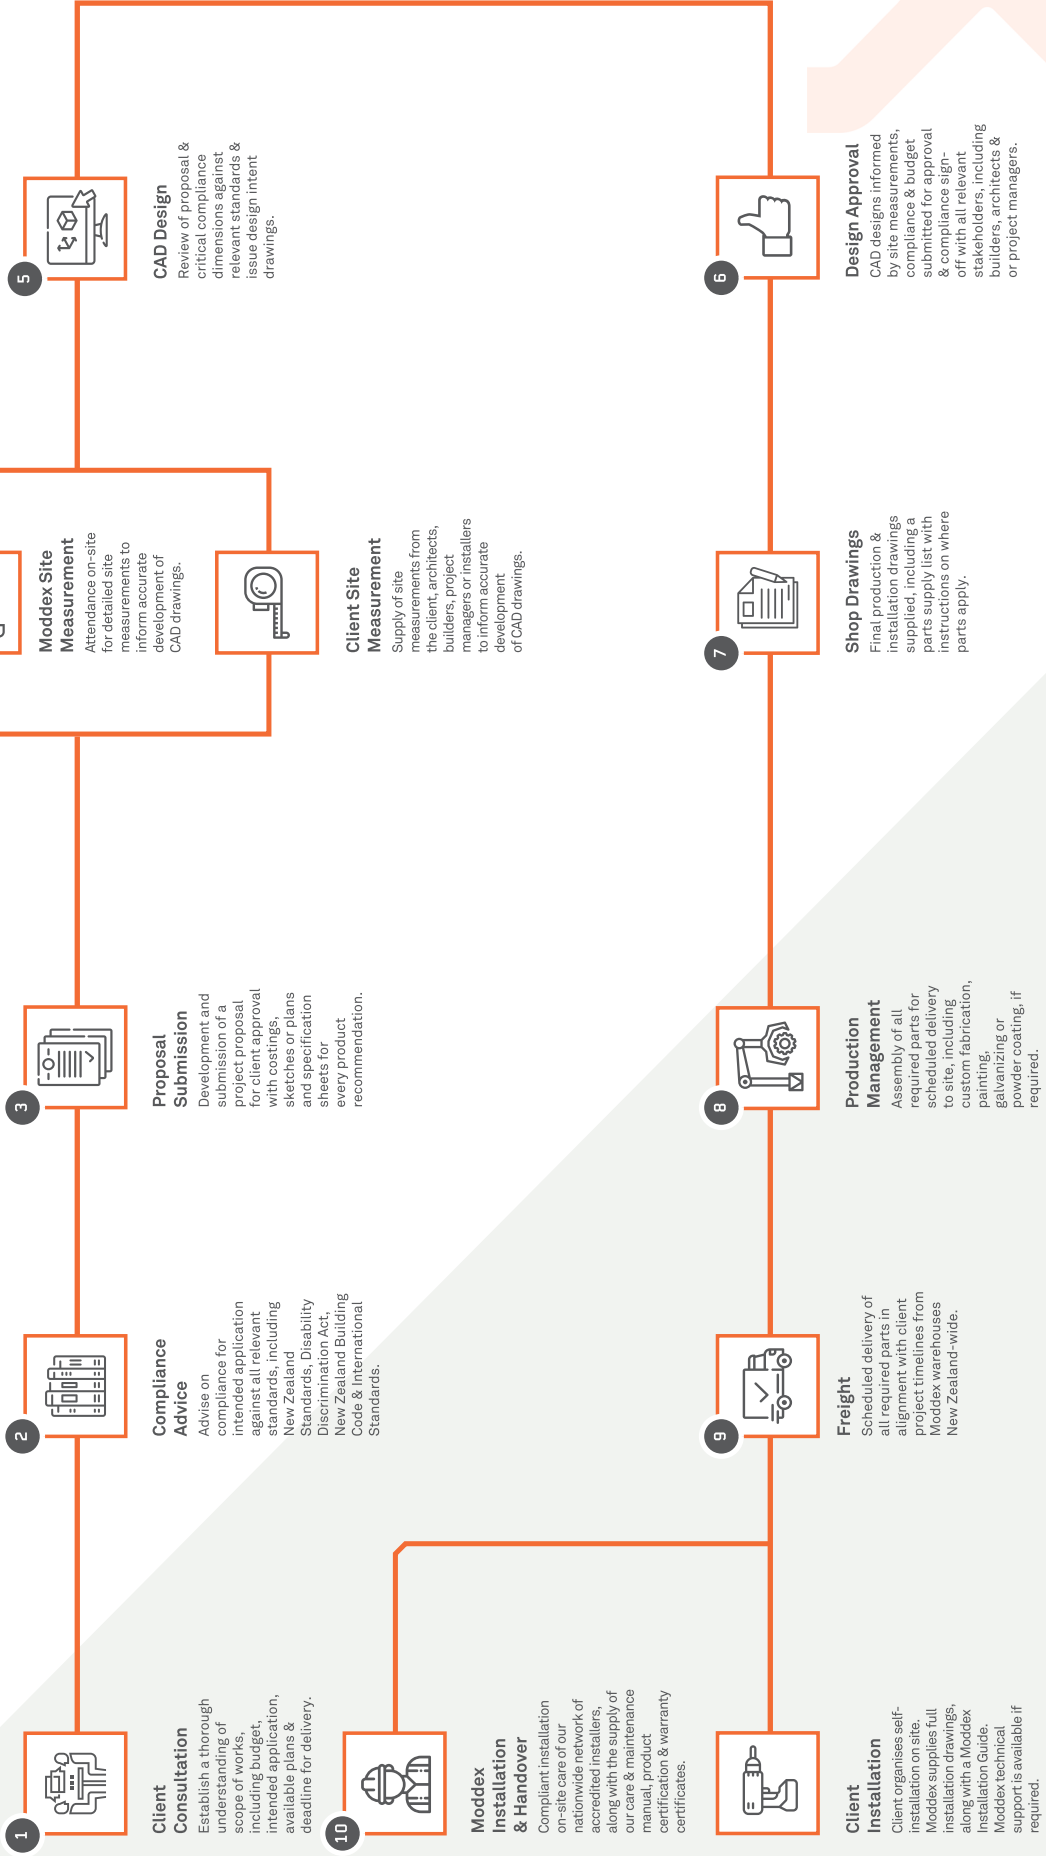 1
Client
Consultation
Establish a thorough
understanding of
scope of works,
including budget,
intended application,
available plans &
deadline for delivery.
2
Compliance
Advice
Advise on
compliance for
intended application
against all relevant
standards, including
New Zealand
Standards, Disability
Discrimination Act,
New Zealand Building
Code & International
Standards.
3
Proposal
Submission
Development and
submission of a
project proposal
for client approval
with costings,
sketches or plans
and specification
sheets for
every product
recommendation.
Moddex Site
Measurement
Attendance on-site
for detailed site
measurements to
inform accurate
development of
CAD drawings.
Client Site
Measurement
Supply of site
measurements from
the client, architects,
builders, project
managers or installers
to inform accurate
development
of CAD drawings.
5
CAD Design
Review of proposal &
critical compliance
dimensions against
relevant standards &
issue design intent
drawings.
6
Design Approval
CAD designs informed
by site measurements,
compliance & budget
submitted for approval
& compliance sign-
off with all relevant
stakeholders, including
builders, architects &
or project managers.
7
Shop Drawings
Final production &
installation drawings
supplied, including a
parts supply list with
instructions on where
parts apply.
8
Production
Management
Assembly of all
required parts for
scheduled delivery
to site, including
custom fabrication,
painting,
galvanizing or
powder coating, if
required.
9
Freight
Scheduled delivery of
all required parts in
alignment with client
project timelines from
Moddex warehouses
New Zealand-wide.
10
Moddex
Installation
& Handover
Compliant installation
on-site care of our
nationwide network of
accredited installers,
along with the supply of
our care & maintenance
manual, product
certification & warranty
certificates.
Client
Installation
Client organises self-
installation on site.
Moddex supplies full
installation drawings,
along with a Moddex
Installation Guide.
Moddex technical
support is available if
required.